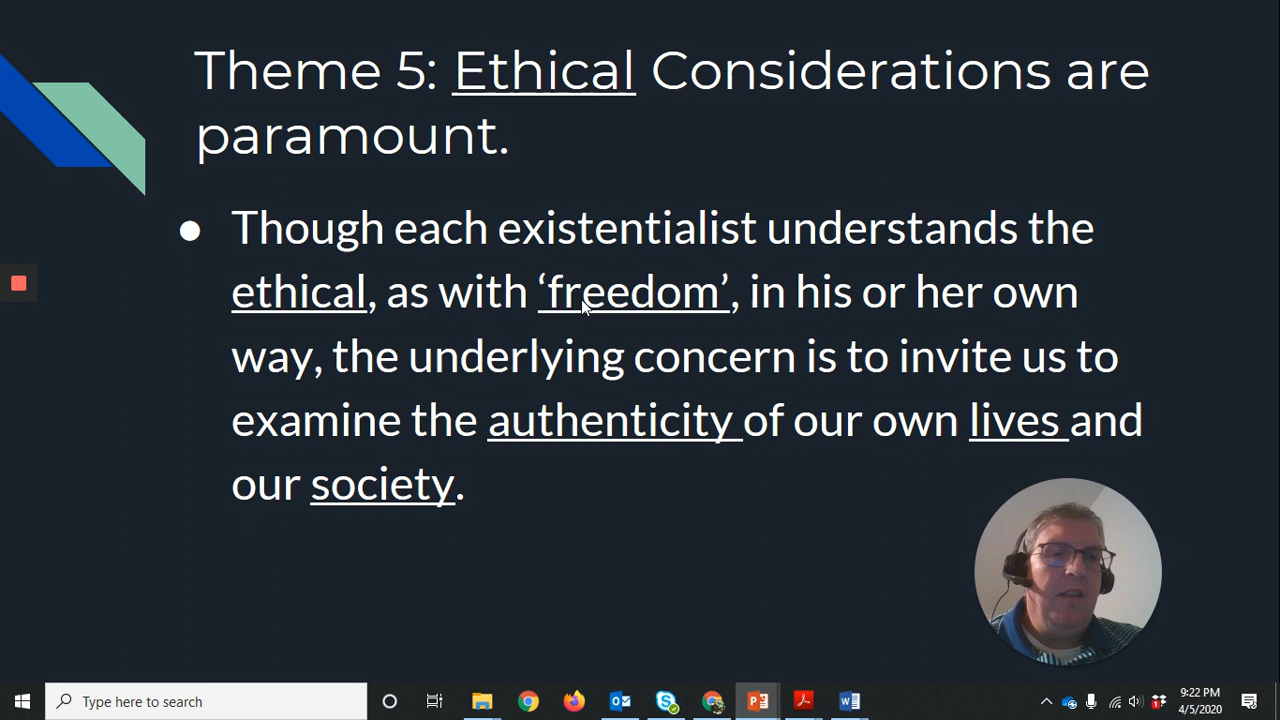 Theme 5: Ethical Considerations are
paramount.
● Though each existentialist understands the
ethical, as with ‘freedom’, in his or her own
way, the underlying concern is to invite us to
examine the authenticity of our own lives and
our society.
Type here to search
9:22 PM
4/5/2020